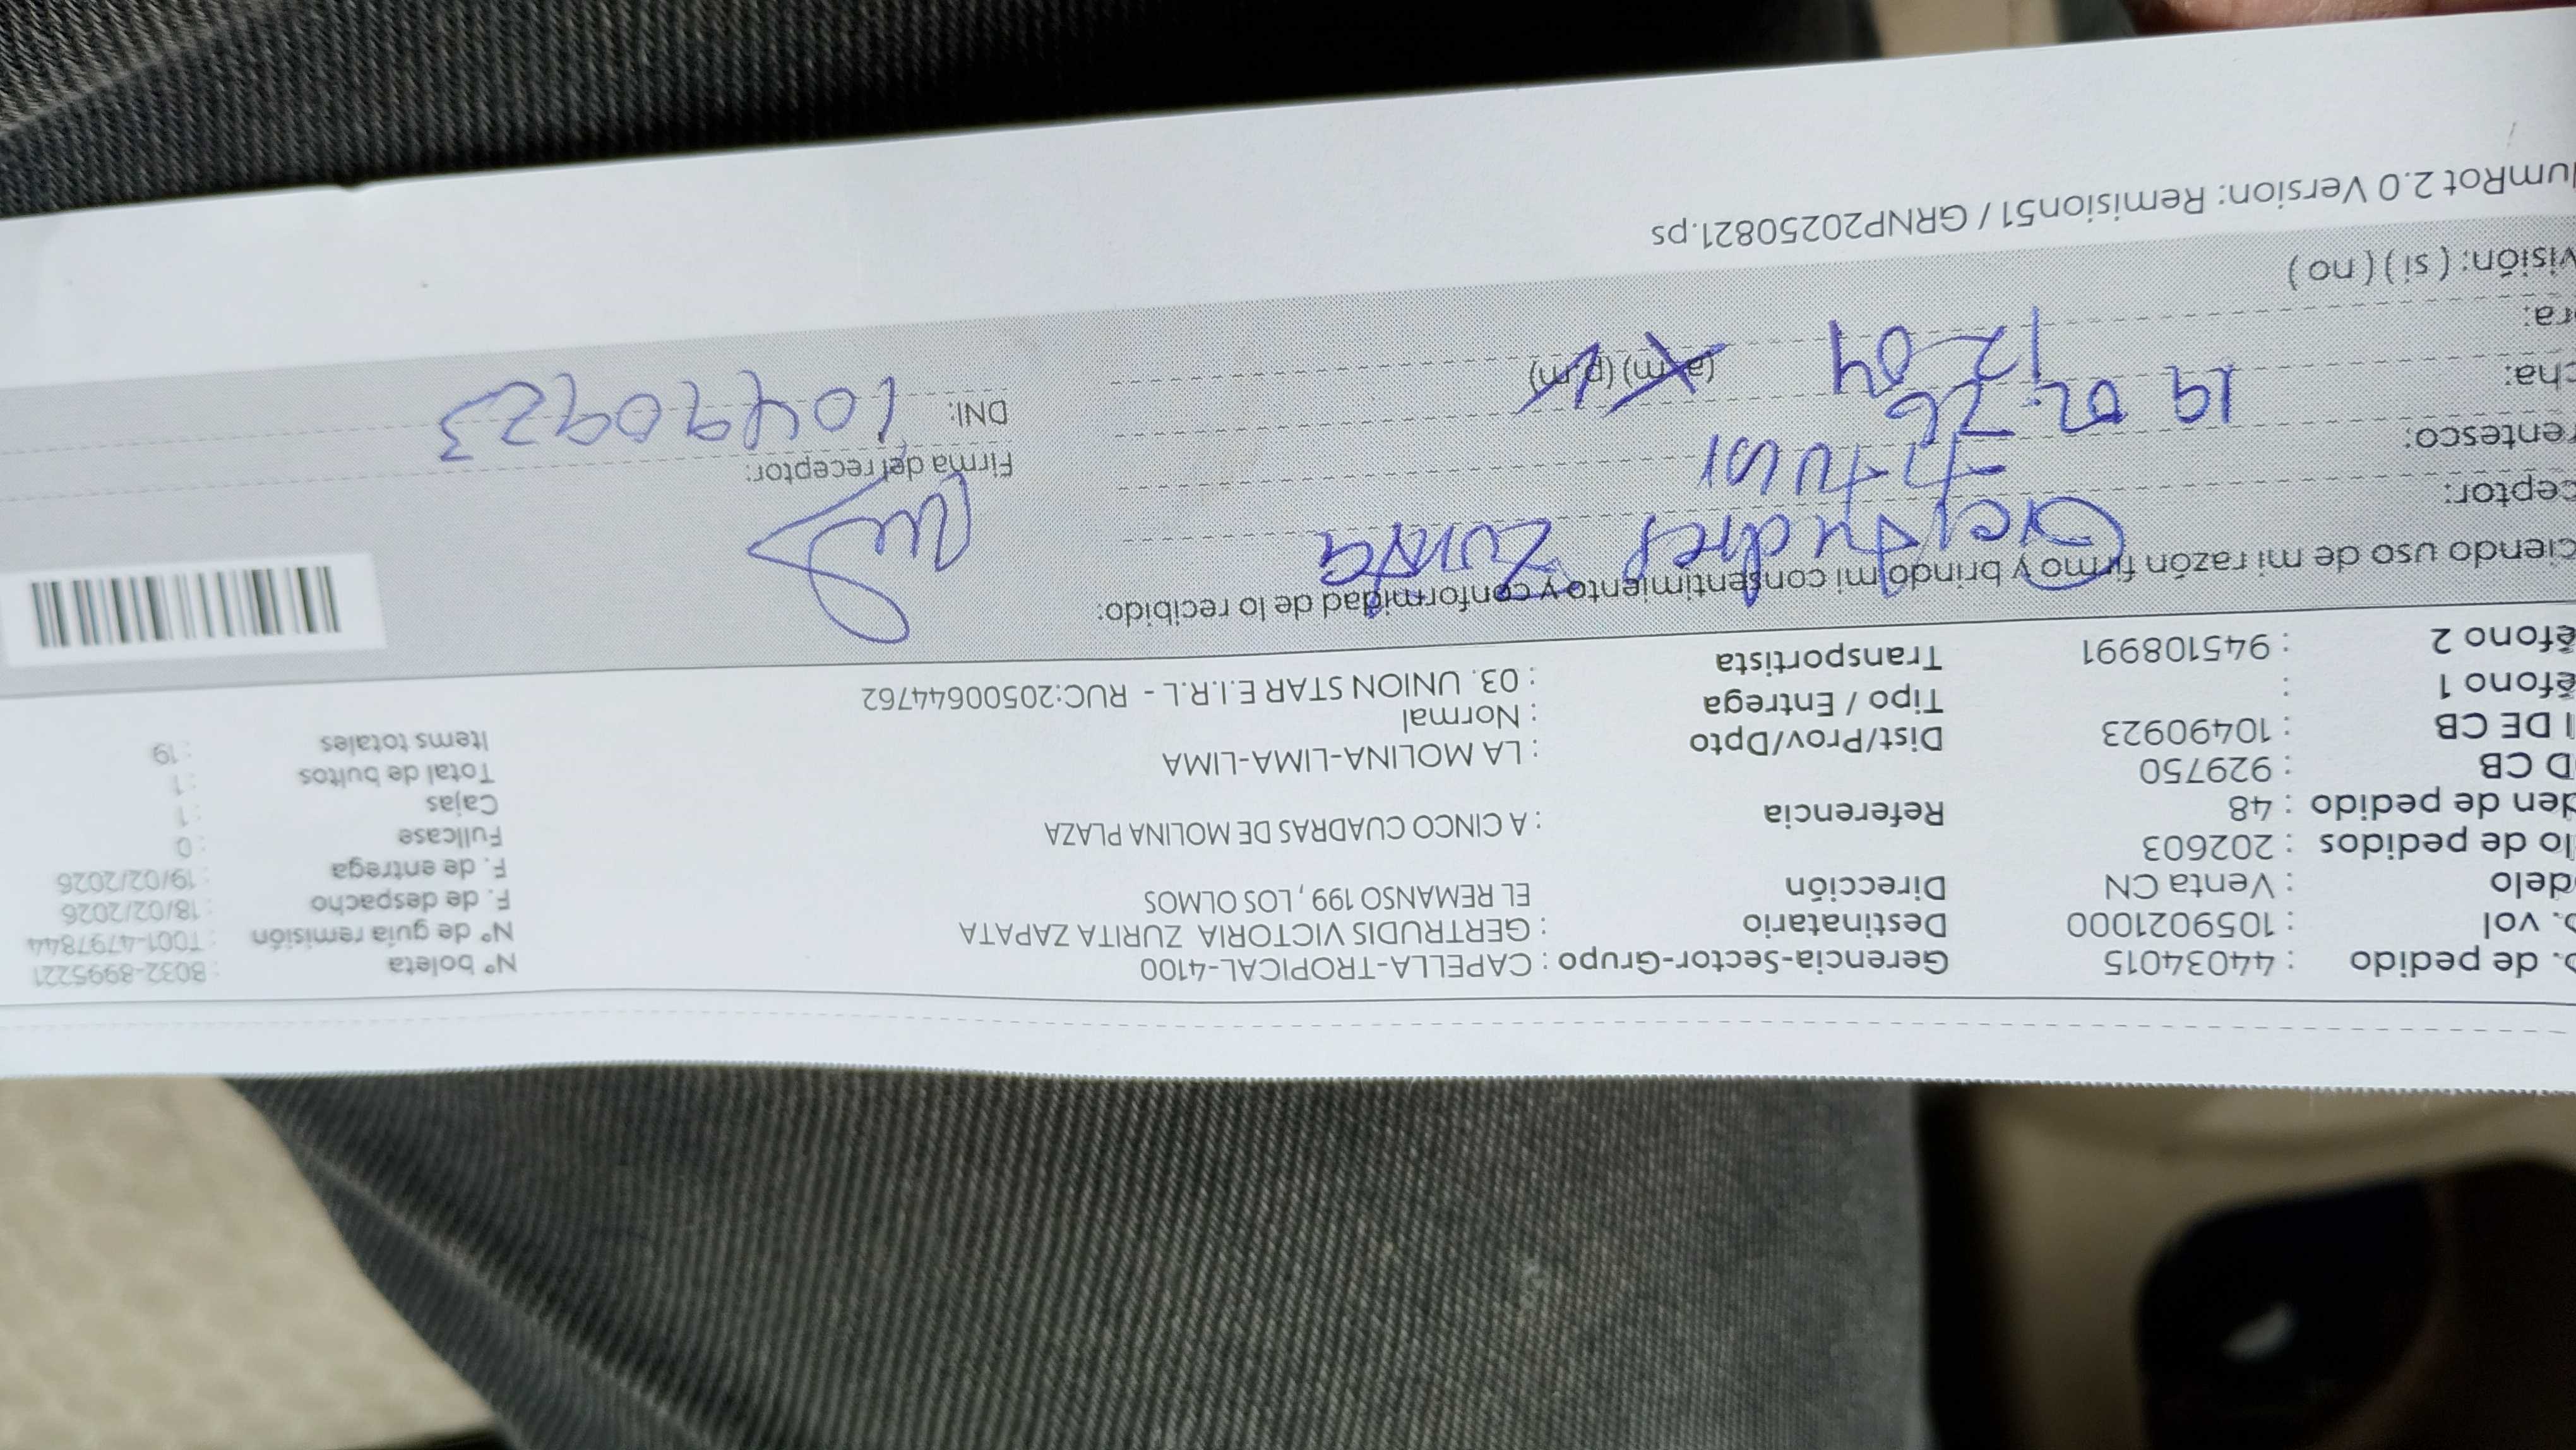 o. de pedido : 44034015 Gerencia-Sector-Grupo : CAPELLA-TROPICAL-4100 N° boleta : B032-8995221
o. vol : 1059021000 Destinatario : GERTRUDIS VICTORIA ZURITA ZAPATA N° de guia remisión : T001-4797844
delo : Venta CN Dirección EL REMANSO 199, LOS OLMOS F. de despacho : 18/02/2026
lo de pedidos : 202603 F. de entrega : 19/02/2026
den de pedido : 48 Referencia : A CINCO CUADRAS DE MOLINA PLAZA Fullcase : 0
D CB : 929750 Cajas : 1
I DE CB : 10490923 Dist/Prov/Dpto : LA MOLINA-LIMA-LIMA Total de bultos : 1
éfono 1 : Tipo / Entrega : Normal Items totales : 19
éfono 2 : 945108991 Transportista : 03. UNION STAR E.I.R.L - RUC:20500644762
ciendo uso de mi razón firmo y brindo mi consentimiento y conformidad de lo recibido:
ceptor: Zurita
entesco: Firma del receptor:
cha: 19 02 26 DNI: 10490923
ra: 12 04 (a.m) (p.m)
visión: ( sí ) ( no )
umRot 2.0 Version: Remision51 / GRNP20250821.ps